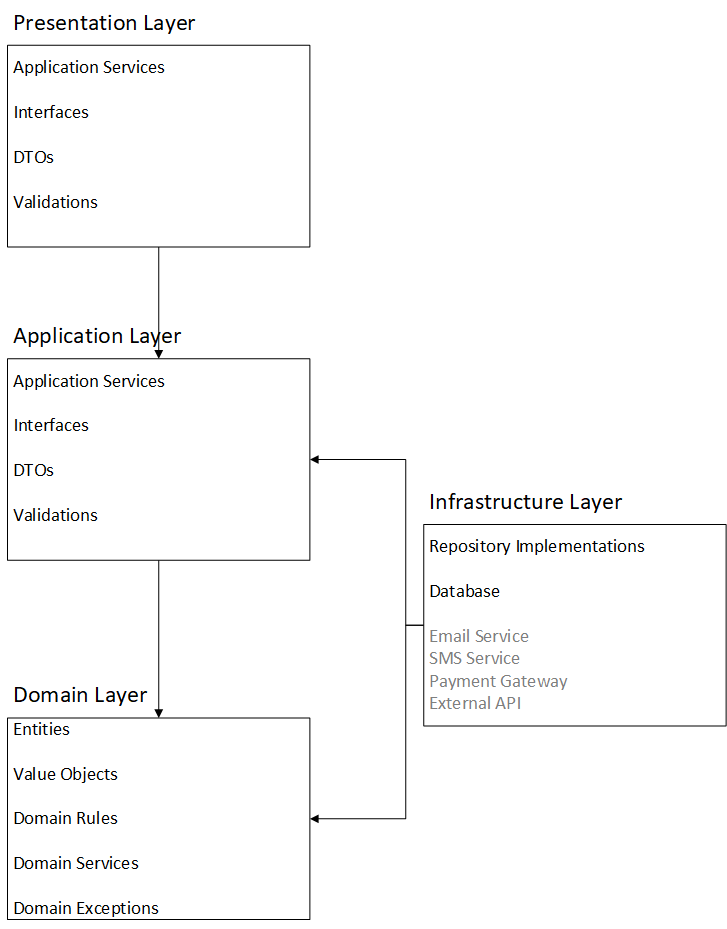 Presentation Layer
Application Services
Interfaces
DTOs
Validations
Application Layer
Application Services
Interfaces
DTOs
Validations
Infrastructure Layer
Repository Implementations
Database
Email Service
SMS Service
Payment Gateway
External API
Domain Layer
Entities
Value Objects
Domain Rules
Domain Services
Domain Exceptions